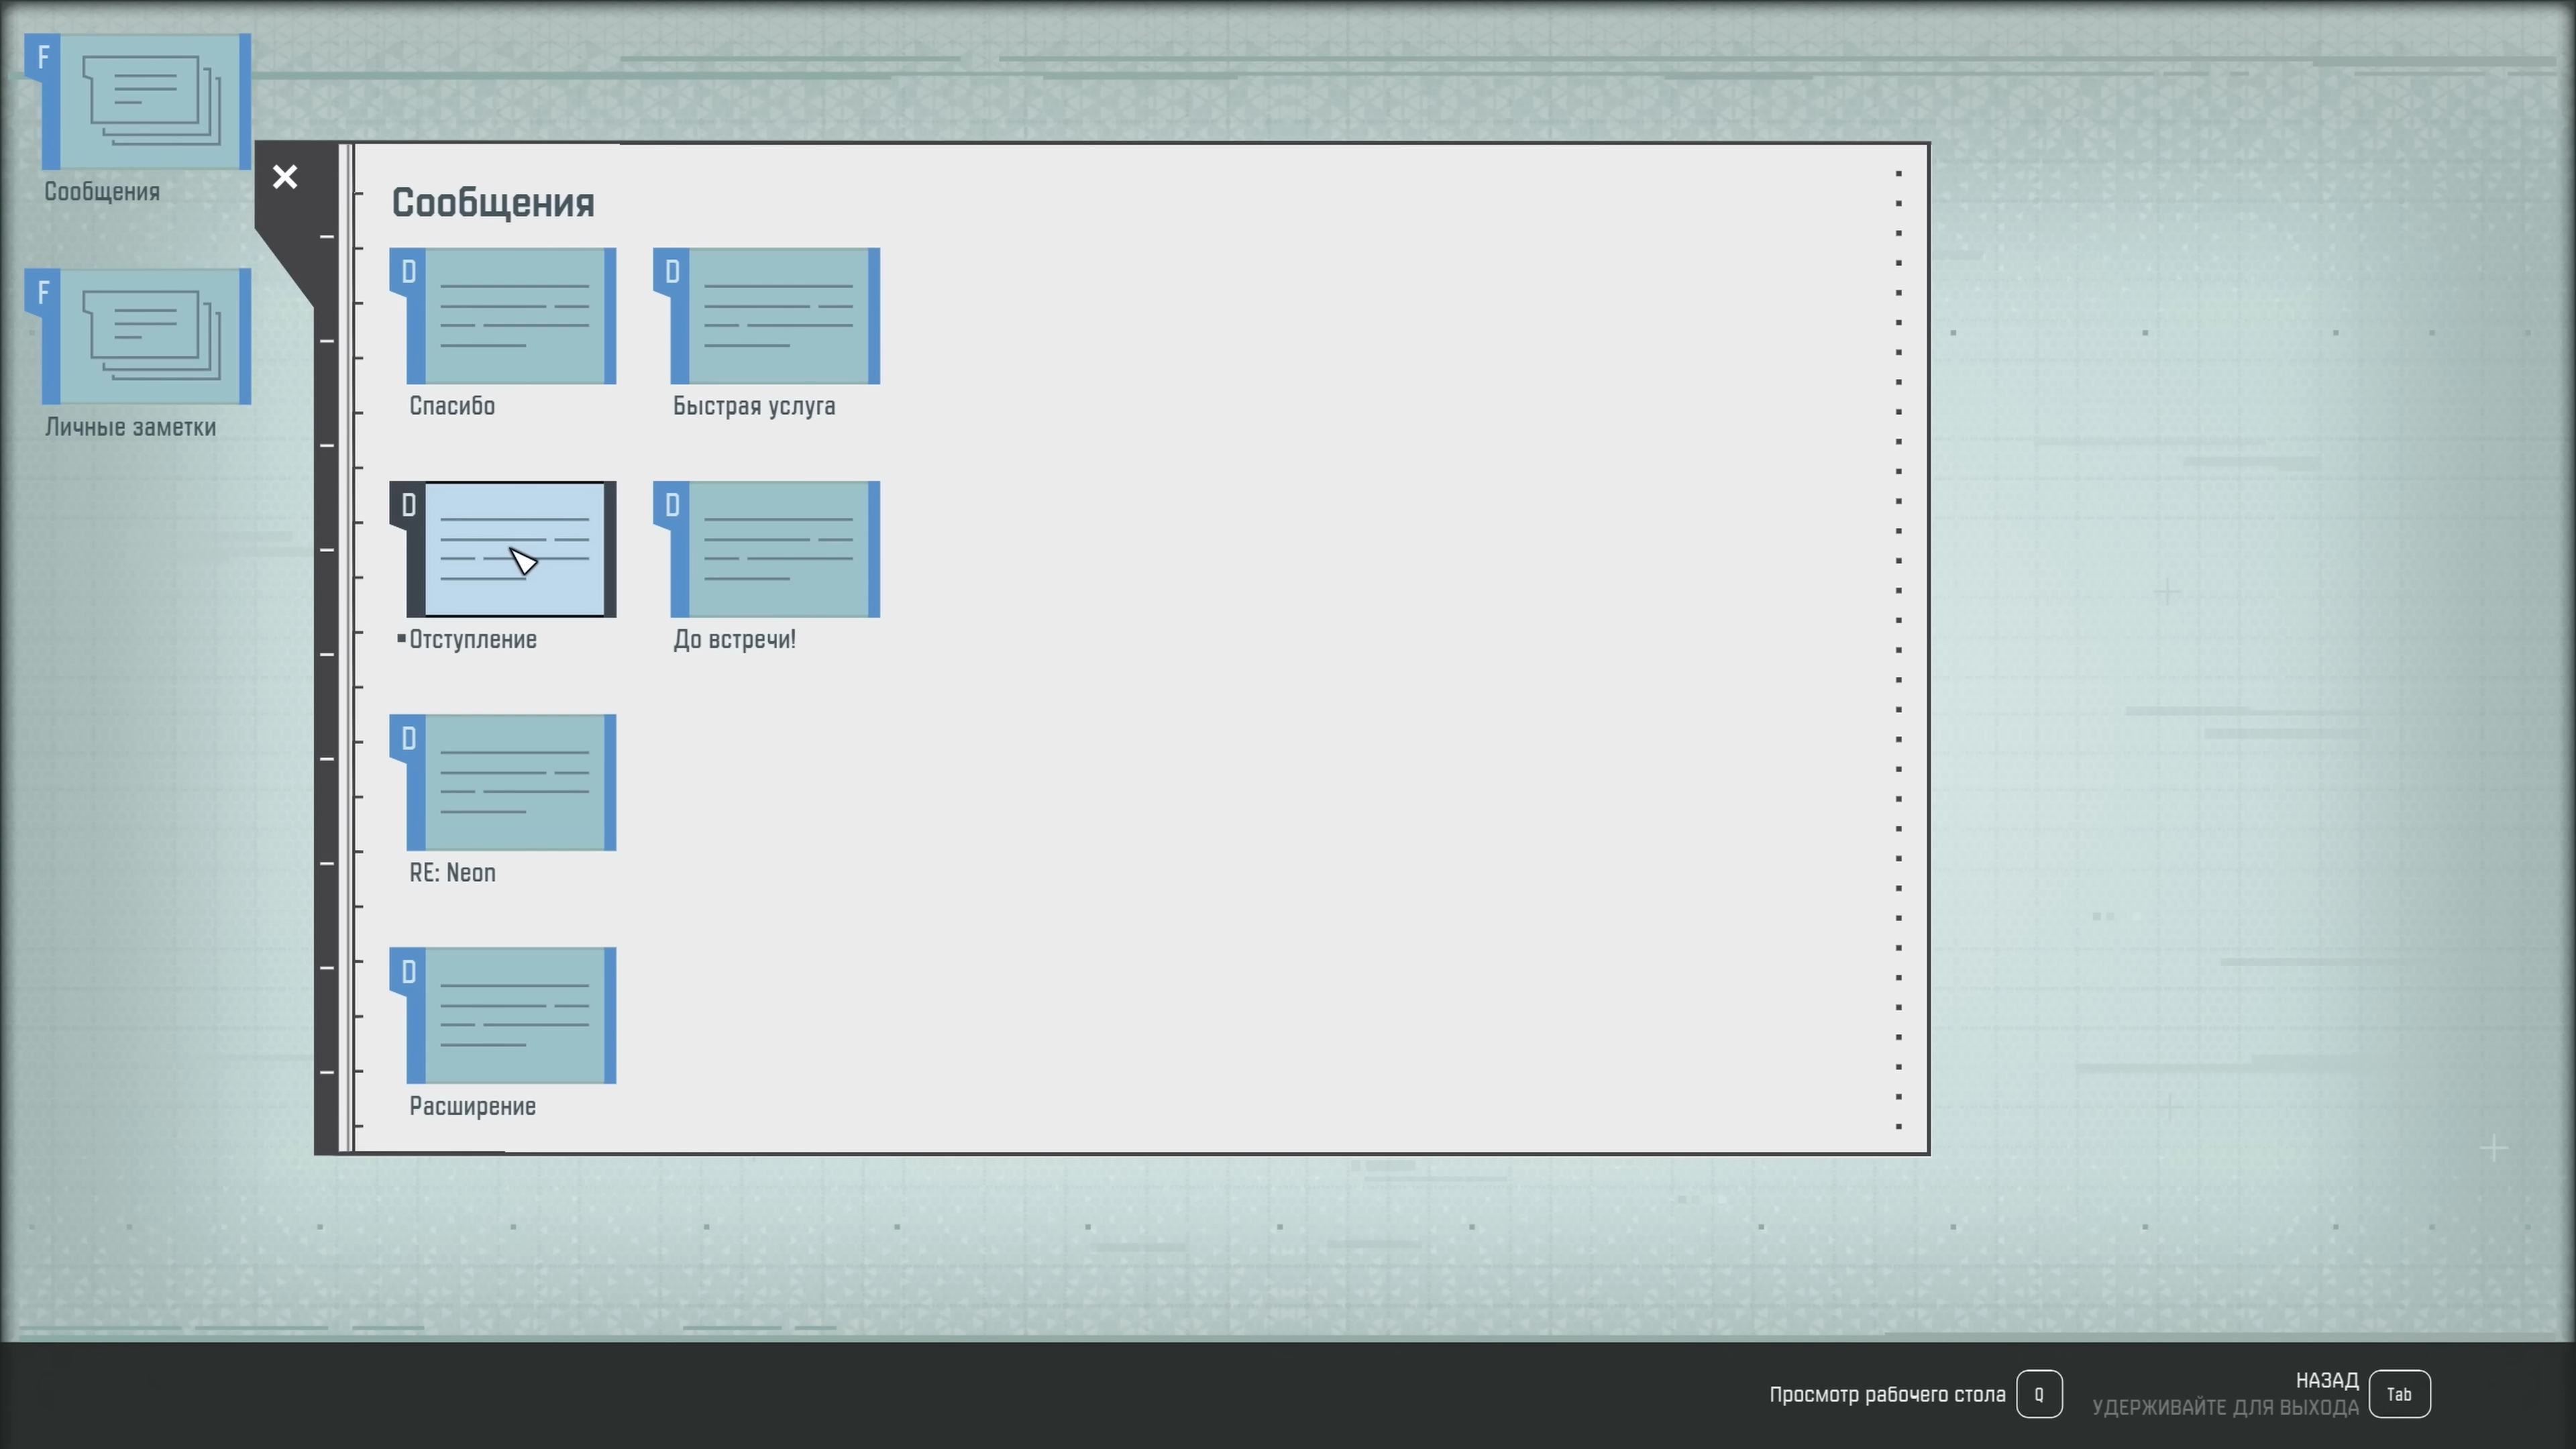 F
Сообщения
F
Личные заметки
Сообщения
D
Спасибо
D
Быстрая услуга
D
Отступление
D
До встречи!
D
RE: Neon
D
Расширение
Просмотр рабочего стола Q
НАЗАД
УДЕРЖИВАЙТЕ ДЛЯ ВЫХОДА Tab